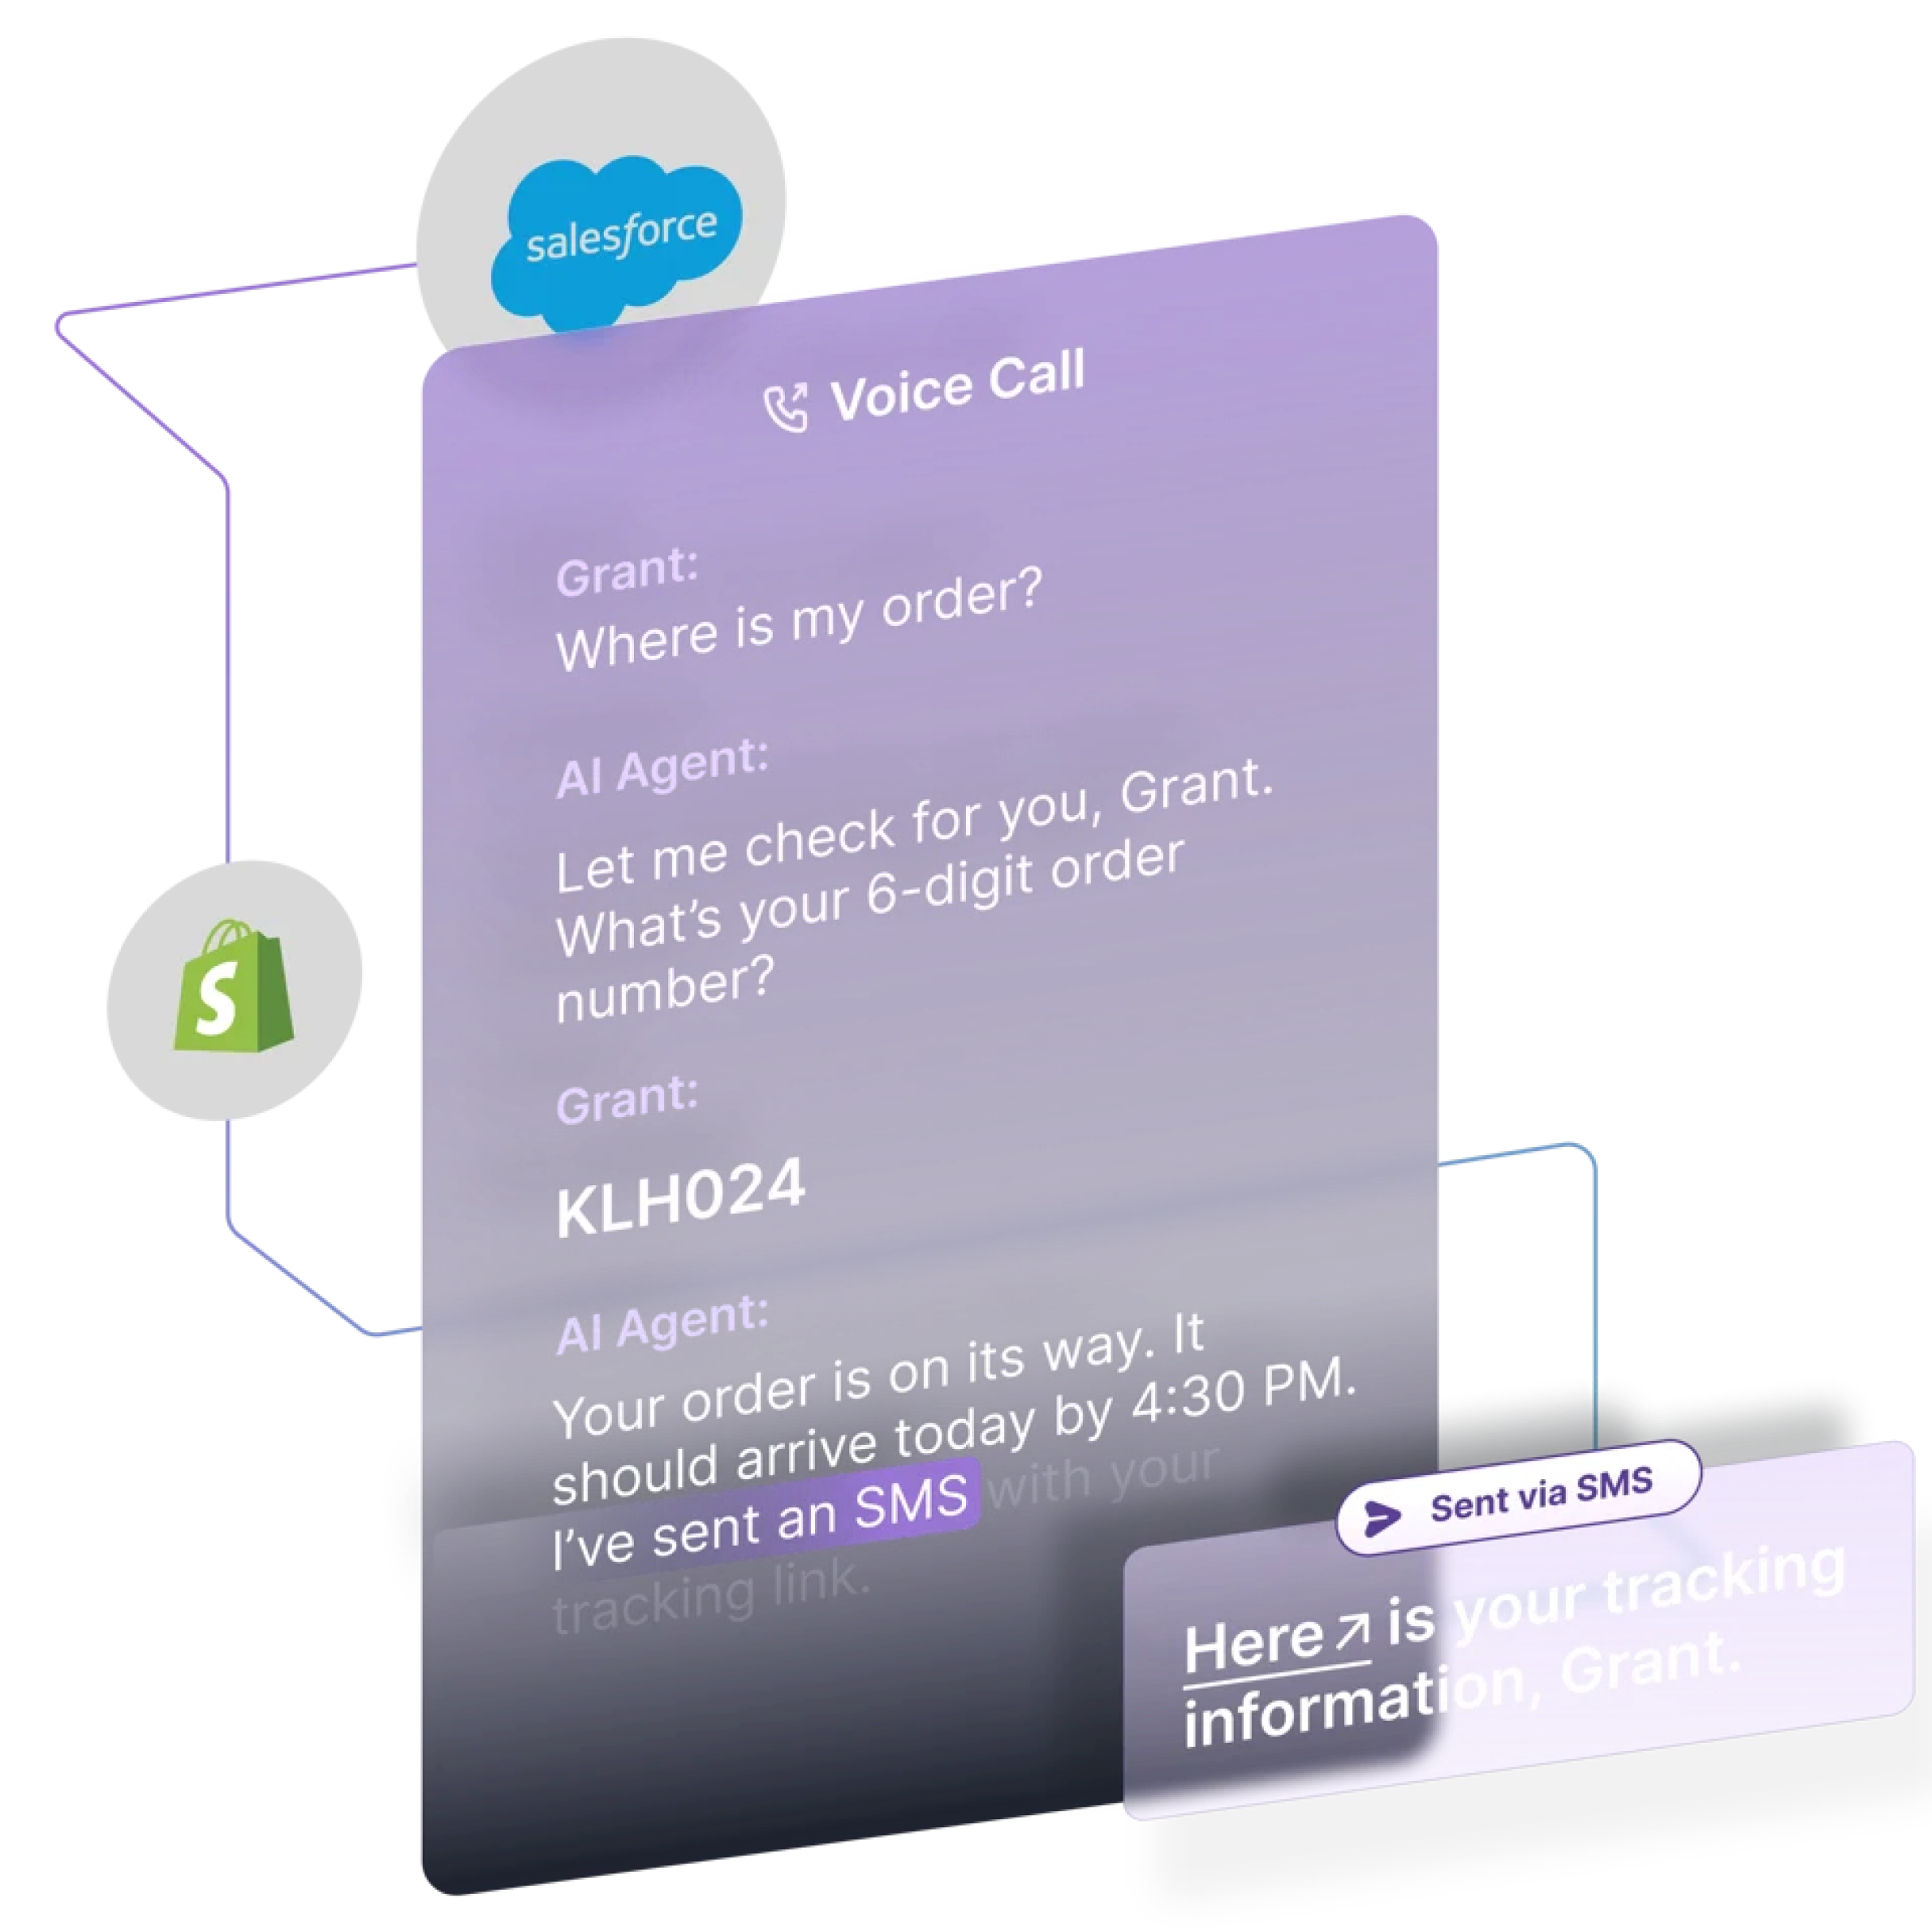 salesforce
Voice Call
Grant:
Where is my order?
AI Agent:
Let me check for you, Grant.
What’s your 6-digit order
number?
S
Grant:
KLH024
AI Agent:
Your order is on its way. It
should arrive today by 4:30 PM.
I’ve sent an SMS with your
tracking link.
Sent via SMS
Here↗ is your tracking
information, Grant.